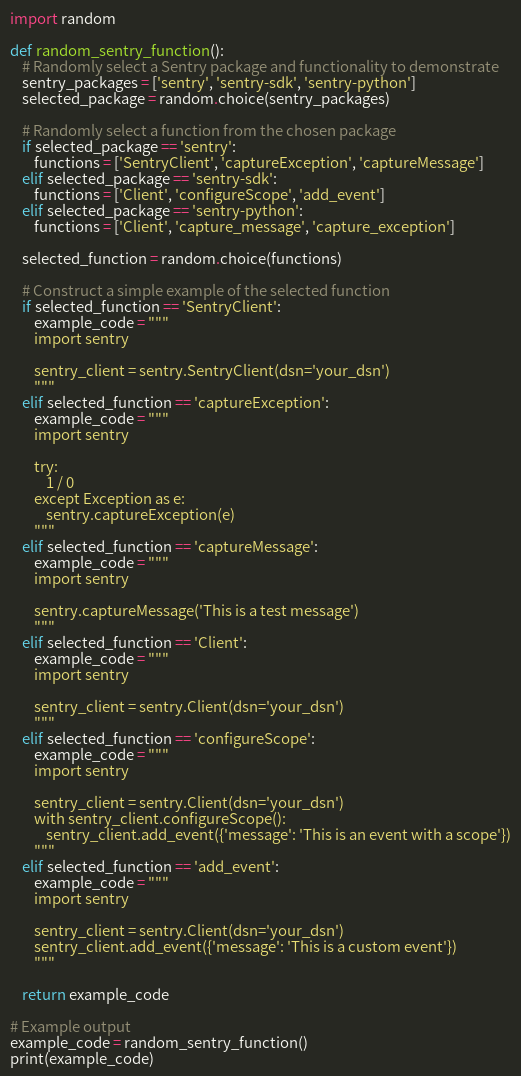 import random

def random_sentry_function():
    # Randomly select a Sentry package and functionality to demonstrate
    sentry_packages = ['sentry', 'sentry-sdk', 'sentry-python']
    selected_package = random.choice(sentry_packages)

    # Randomly select a function from the chosen package
    if selected_package == 'sentry':
        functions = ['SentryClient', 'captureException', 'captureMessage']
    elif selected_package == 'sentry-sdk':
        functions = ['Client', 'configureScope', 'add_event']
    elif selected_package == 'sentry-python':
        functions = ['Client', 'capture_message', 'capture_exception']

    selected_function = random.choice(functions)

    # Construct a simple example of the selected function
    if selected_function == 'SentryClient':
        example_code = """
        import sentry

        sentry_client = sentry.SentryClient(dsn='your_dsn')
        """
    elif selected_function == 'captureException':
        example_code = """
        import sentry

        try:
            1 / 0
        except Exception as e:
            sentry.captureException(e)
        """
    elif selected_function == 'captureMessage':
        example_code = """
        import sentry

        sentry.captureMessage('This is a test message')
        """
    elif selected_function == 'Client':
        example_code = """
        import sentry

        sentry_client = sentry.Client(dsn='your_dsn')
        """
    elif selected_function == 'configureScope':
        example_code = """
        import sentry

        sentry_client = sentry.Client(dsn='your_dsn')
        with sentry_client.configureScope():
            sentry_client.add_event({'message': 'This is an event with a scope'})
        """
    elif selected_function == 'add_event':
        example_code = """
        import sentry

        sentry_client = sentry.Client(dsn='your_dsn')
        sentry_client.add_event({'message': 'This is a custom event'})
        """

    return example_code

# Example output
example_code = random_sentry_function()
print(example_code)